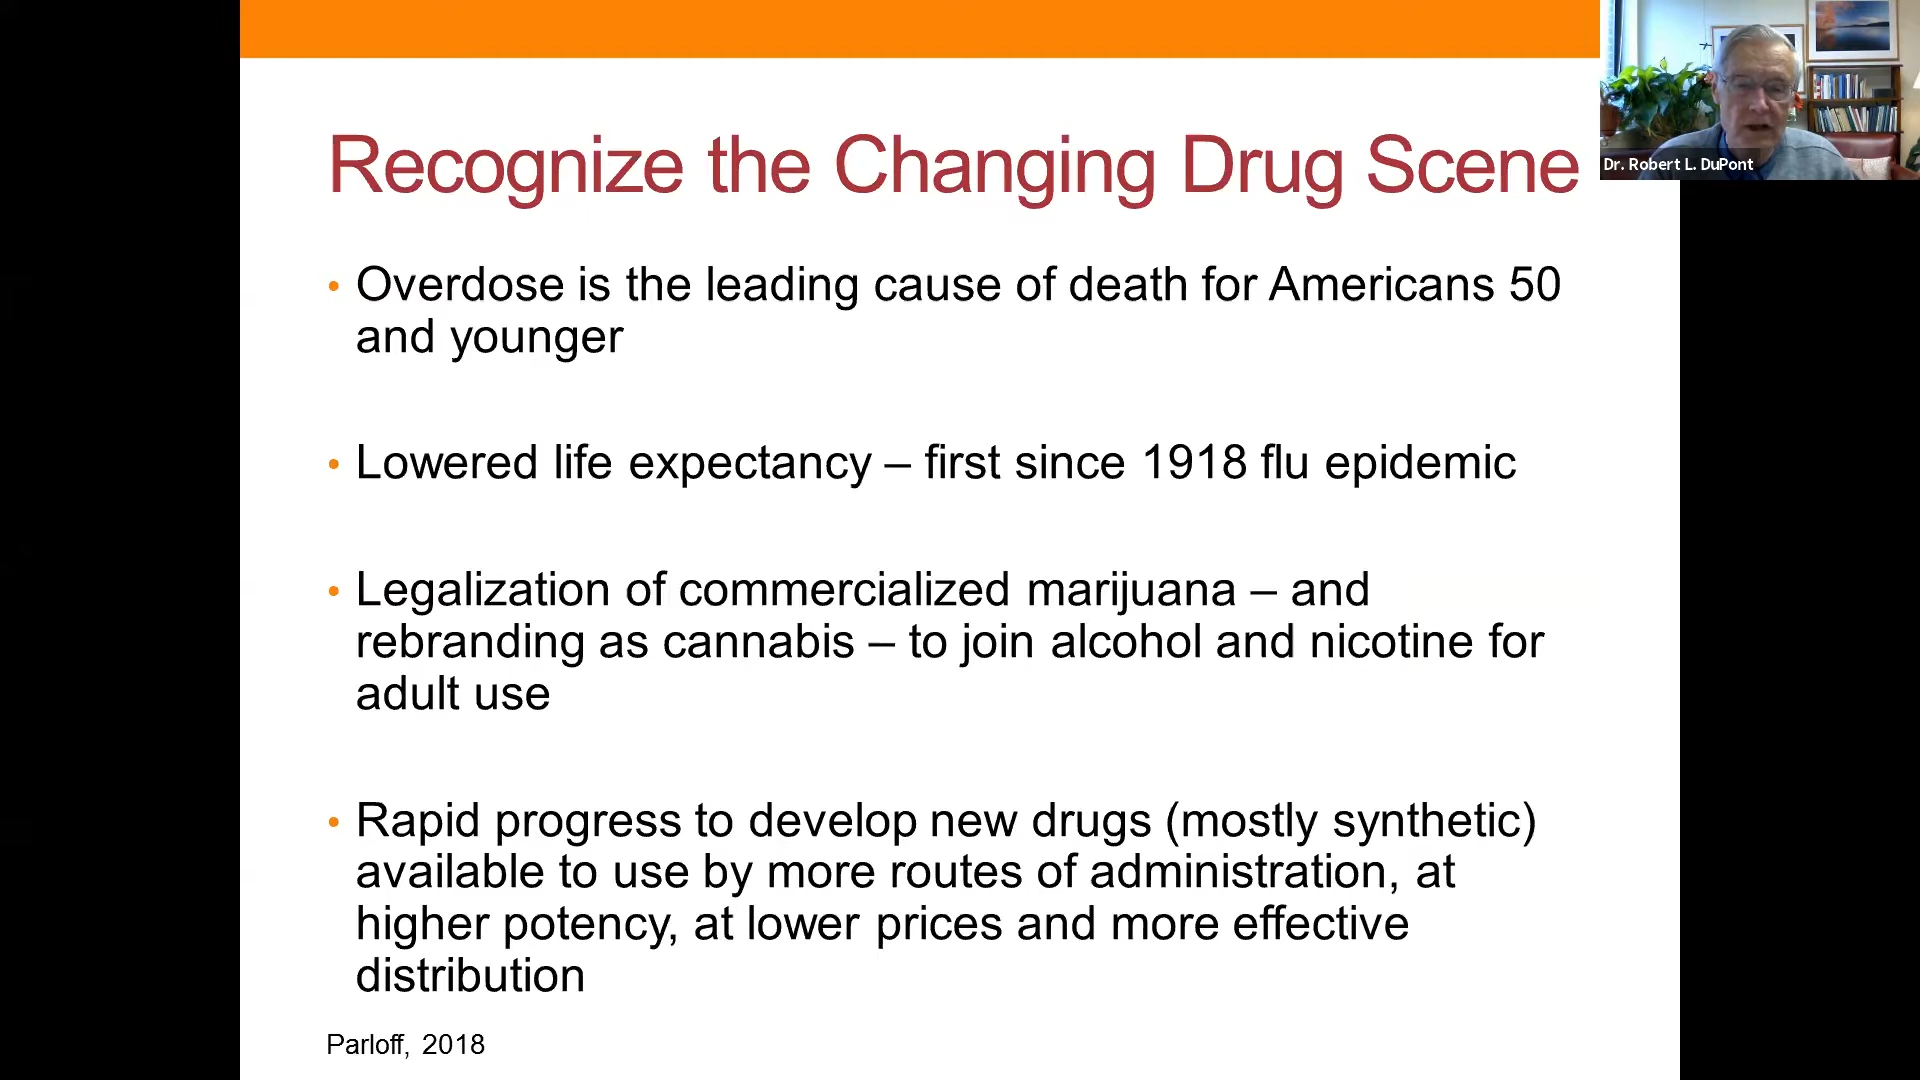 Recognize the Changing Drug Scene
Dr. Robert L. DuPont
• Overdose is the leading cause of death for Americans 50
and younger
• Lowered life expectancy – first since 1918 flu epidemic
• Legalization of commercialized marijuana – and
rebranding as cannabis – to join alcohol and nicotine for
adult use
• Rapid progress to develop new drugs (mostly synthetic)
available to use by more routes of administration, at
higher potency, at lower prices and more effective
distribution
Parloff, 2018